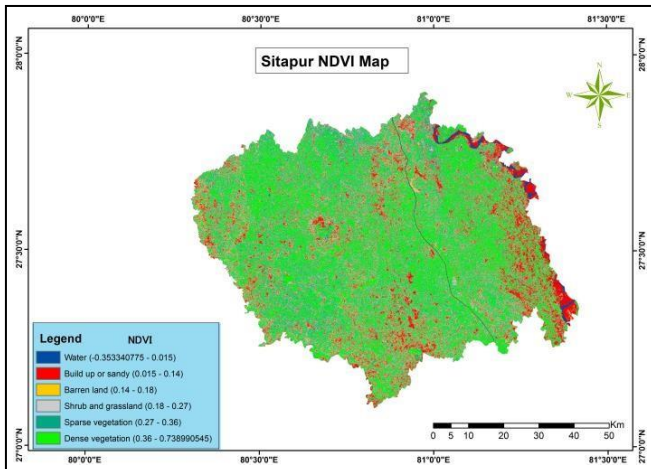 80°0'0"E 80°30'0"E 81°0'0"E 81°30'0"E
Sitapur NDVI Map
N
W E
S
28°0'0"N
28°0'0"N
27°30'0"N
27°30'0"N
27°0'0"N
27°0'0"N
Legend NDVI
Water (-0.353340775 - 0.015)
Build up or sandy (0.015 - 0.14)
Barren land (0.14 - 0.18)
Shrub and grassland (0.18 - 0.27)
Sparse vegetation (0.27 - 0.36)
Dense vegetation (0.36 - 0.738990545)
Km
0 5 10 20 30 40 50
80°0'0"E 80°30'0"E 81°0'0"E 81°30'0"E